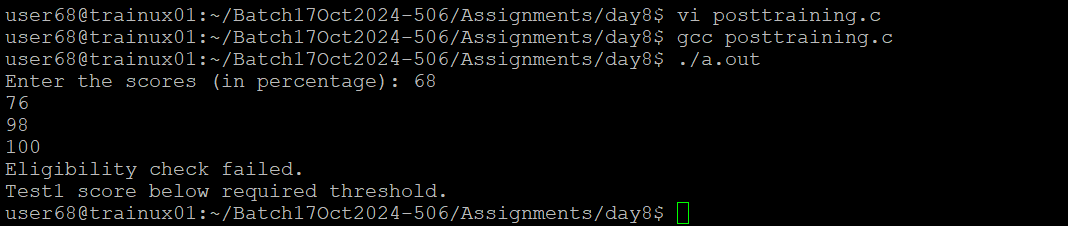 user68@trainux01:~/Batch17Oct2024-506/Assignments/day8$ vi posttraining.c
user68@trainux01:~/Batch17Oct2024-506/Assignments/day8$ gcc posttraining.c
user68@trainux01:~/Batch17Oct2024-506/Assignments/day8$ ./a.out
Enter the scores (in percentage): 68
76
98
100
Eligibility check failed.
Test1 score below required threshold.
user68@trainux01:~/Batch17Oct2024-506/Assignments/day8$